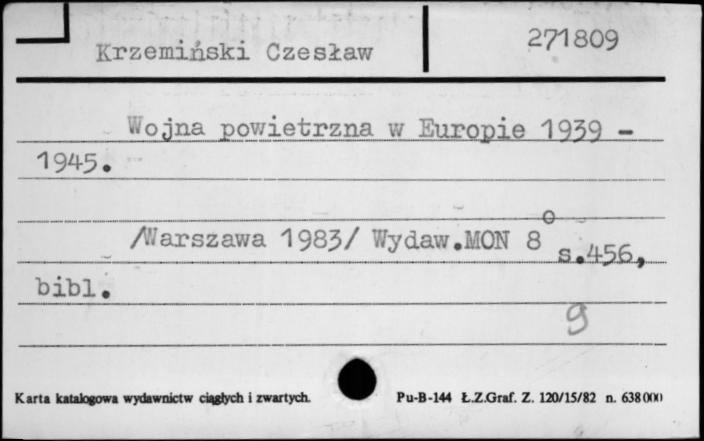 Krzemiński Czesław
271809
Wojna powietrzna w Europie 1939 -
1945.
/Warszawa 1983/ Wydaw.MON 8° s.456,
bibl.
9
Karta katalogowa wydawnictw ciągłych i zwartych.
Pu-B-144 Ł.Z.Graf. Z. 120/15/82 n. 638000